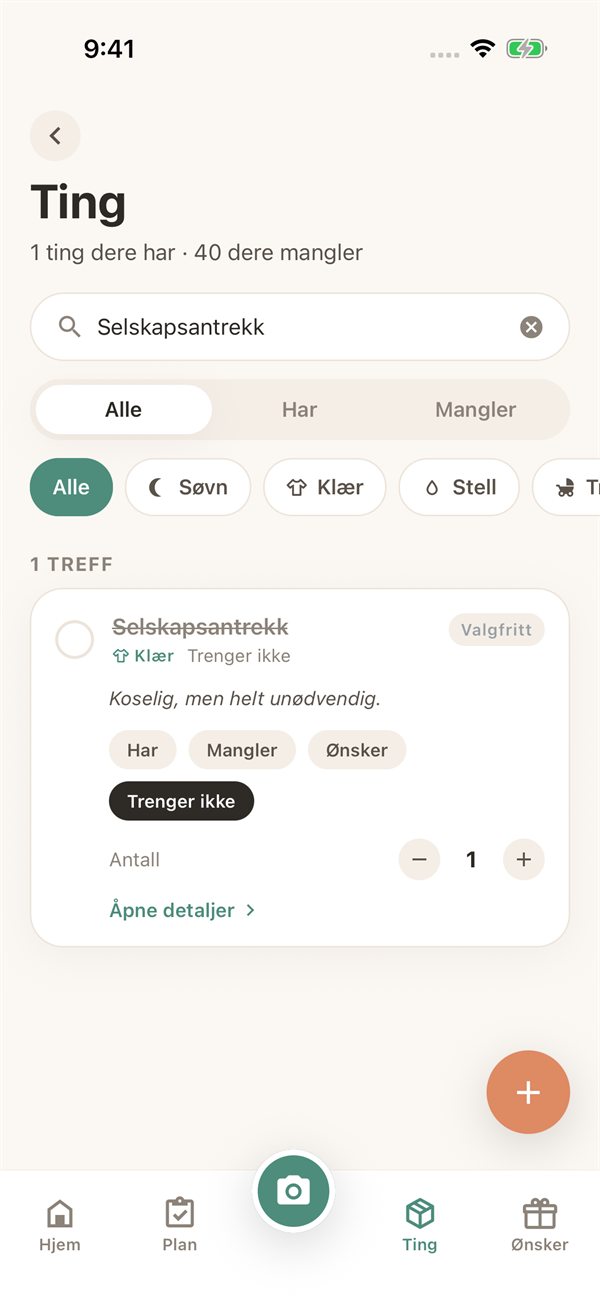 9:41
Ting
1 ting dere har · 40 dere mangler
Selskapsantrekk
Alle Har Mangler
Alle Søvn Klær Stell
1 TREFF
Selskapsantrekk Valgfritt
Klær Trenger ikke
Koselig, men helt unødvendig.
Har Mangler Ønsker
Trenger ikke
Antall 1
Åpne detaljer
Hjem Plan Ting Ønsker